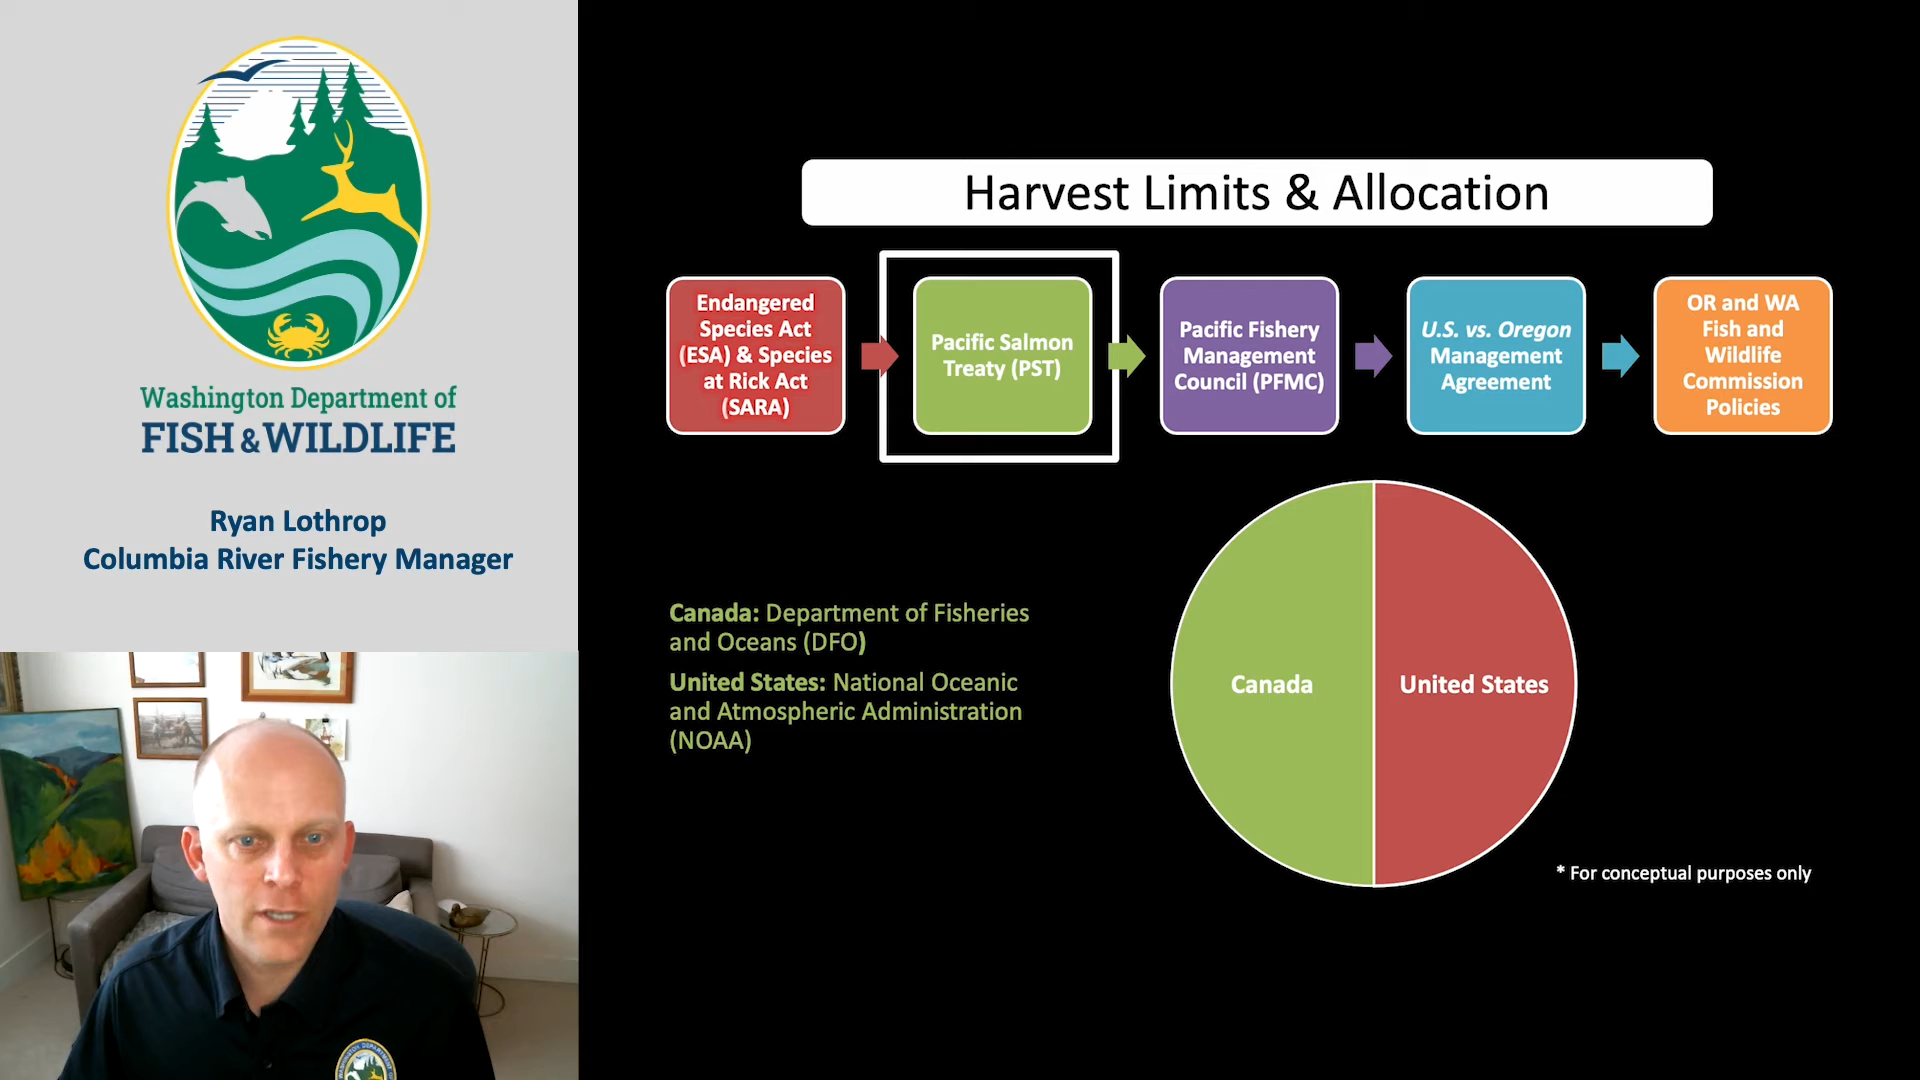 Washington Department of
FISH & WILDLIFE
Ryan Lothrop
Columbia River Fishery Manager
Harvest Limits & Allocation
Endangered
Species Act
(ESA) & Species
at Rick Act
(SARA)
Pacific Salmon
Treaty (PST)
Pacific Fishery
Management
Council (PFMC)
U.S. vs. Oregon
Management
Agreement
OR and WA
Fish and
Wildlife
Commission
Policies
Canada: Department of Fisheries
and Oceans (DFO)
United States: National Oceanic
and Atmospheric Administration
(NOAA)
Canada
United States
* For conceptual purposes only